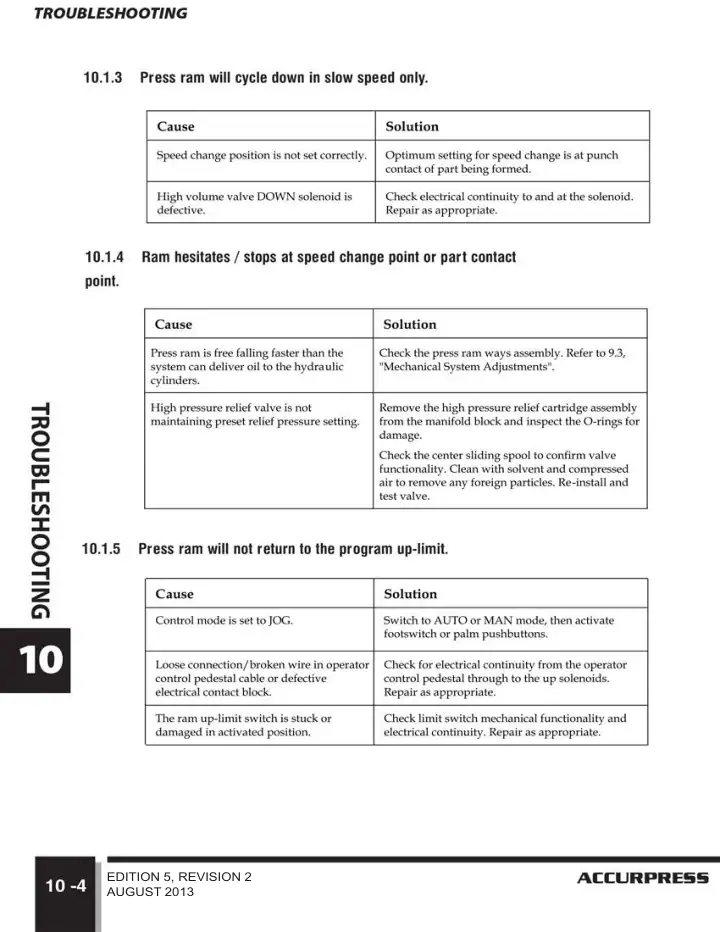 TROUBLESHOOTING
10.1.3 Press ram will cycle down in slow speed only.
Cause Solution
Speed change position is not set correctly. Optimum setting for speed change is at punch
contact of part being formed.
High volume valve DOWN solenoid is Check electrical continuity to and at the solenoid.
defective. Repair as appropriate.
10.1.4 Ram hesitates / stops at speed change point or part contact
point.
Cause Solution
Press ram is free falling faster than the Check the press ram ways assembly. Refer to 9.3,
system can deliver oil to the hydraulic "Mechanical System Adjustments".
cylinders.
High pressure relief valve is not Remove the high pressure relief cartridge assembly
maintaining preset relief pressure setting. from the manifold block and inspect the O-rings for
damage.
Check the center sliding spool to confirm valve
functionality. Clean with solvent and compressed
air to remove any foreign particles. Re-install and
test valve.
TROUBLESHOOTING
10
10.1.5 Press ram will not return to the program up-limit.
Cause Solution
Control mode is set to JOG. Switch to AUTO or MAN mode, then activate
footswitch or palm pushbuttons.
Loose connection/broken wire in operator Check for electrical continuity from the operator
control pedestal cable or defective control pedestal through to the up solenoids.
electrical contact block. Repair as appropriate.
The ram up-limit switch is stuck or Check limit switch mechanical functionality and
damaged in activated position. electrical continuity. Repair as appropriate.
10 -4
EDITION 5, REVISION 2
AUGUST 2013
ACCURPRESS